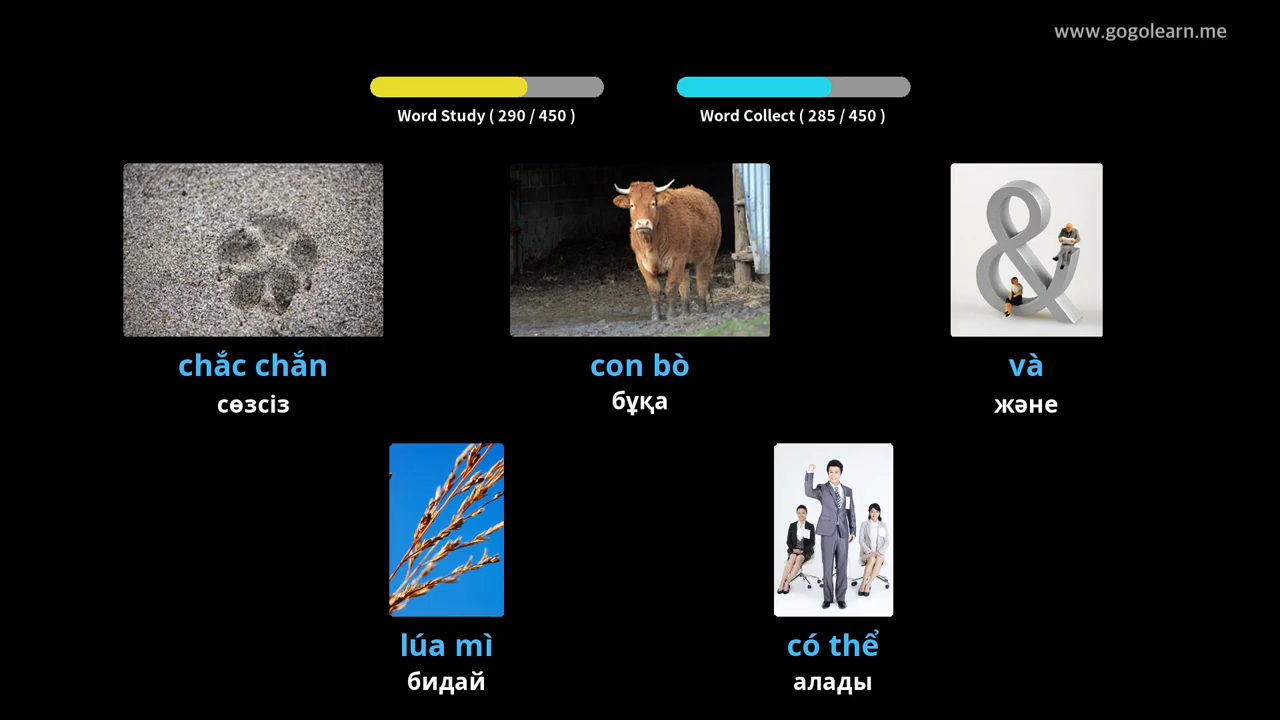 www.gogolearn.me
Word Study ( 290 / 450 )
Word Collect ( 285 / 450 )
chắc chắn
сөзсіз
con bò
бұқа
và
және
lúa mì
бидай
có thể
алады